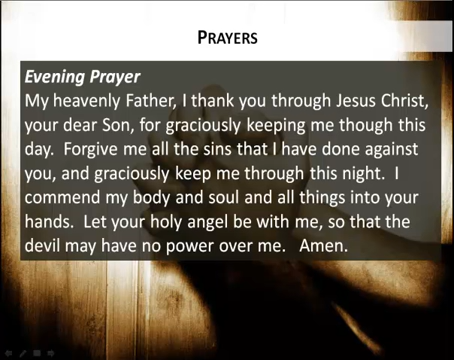 PRAYERS
Evening Prayer
My heavenly Father, I thank you through Jesus Christ,
your dear Son, for graciously keeping me though this
day.  Forgive me all the sins that I have done against
you, and graciously keep me through this night.  I
commend my body and soul and all things into your
hands.  Let your holy angel be with me, so that the
devil may have no power over me.   Amen.